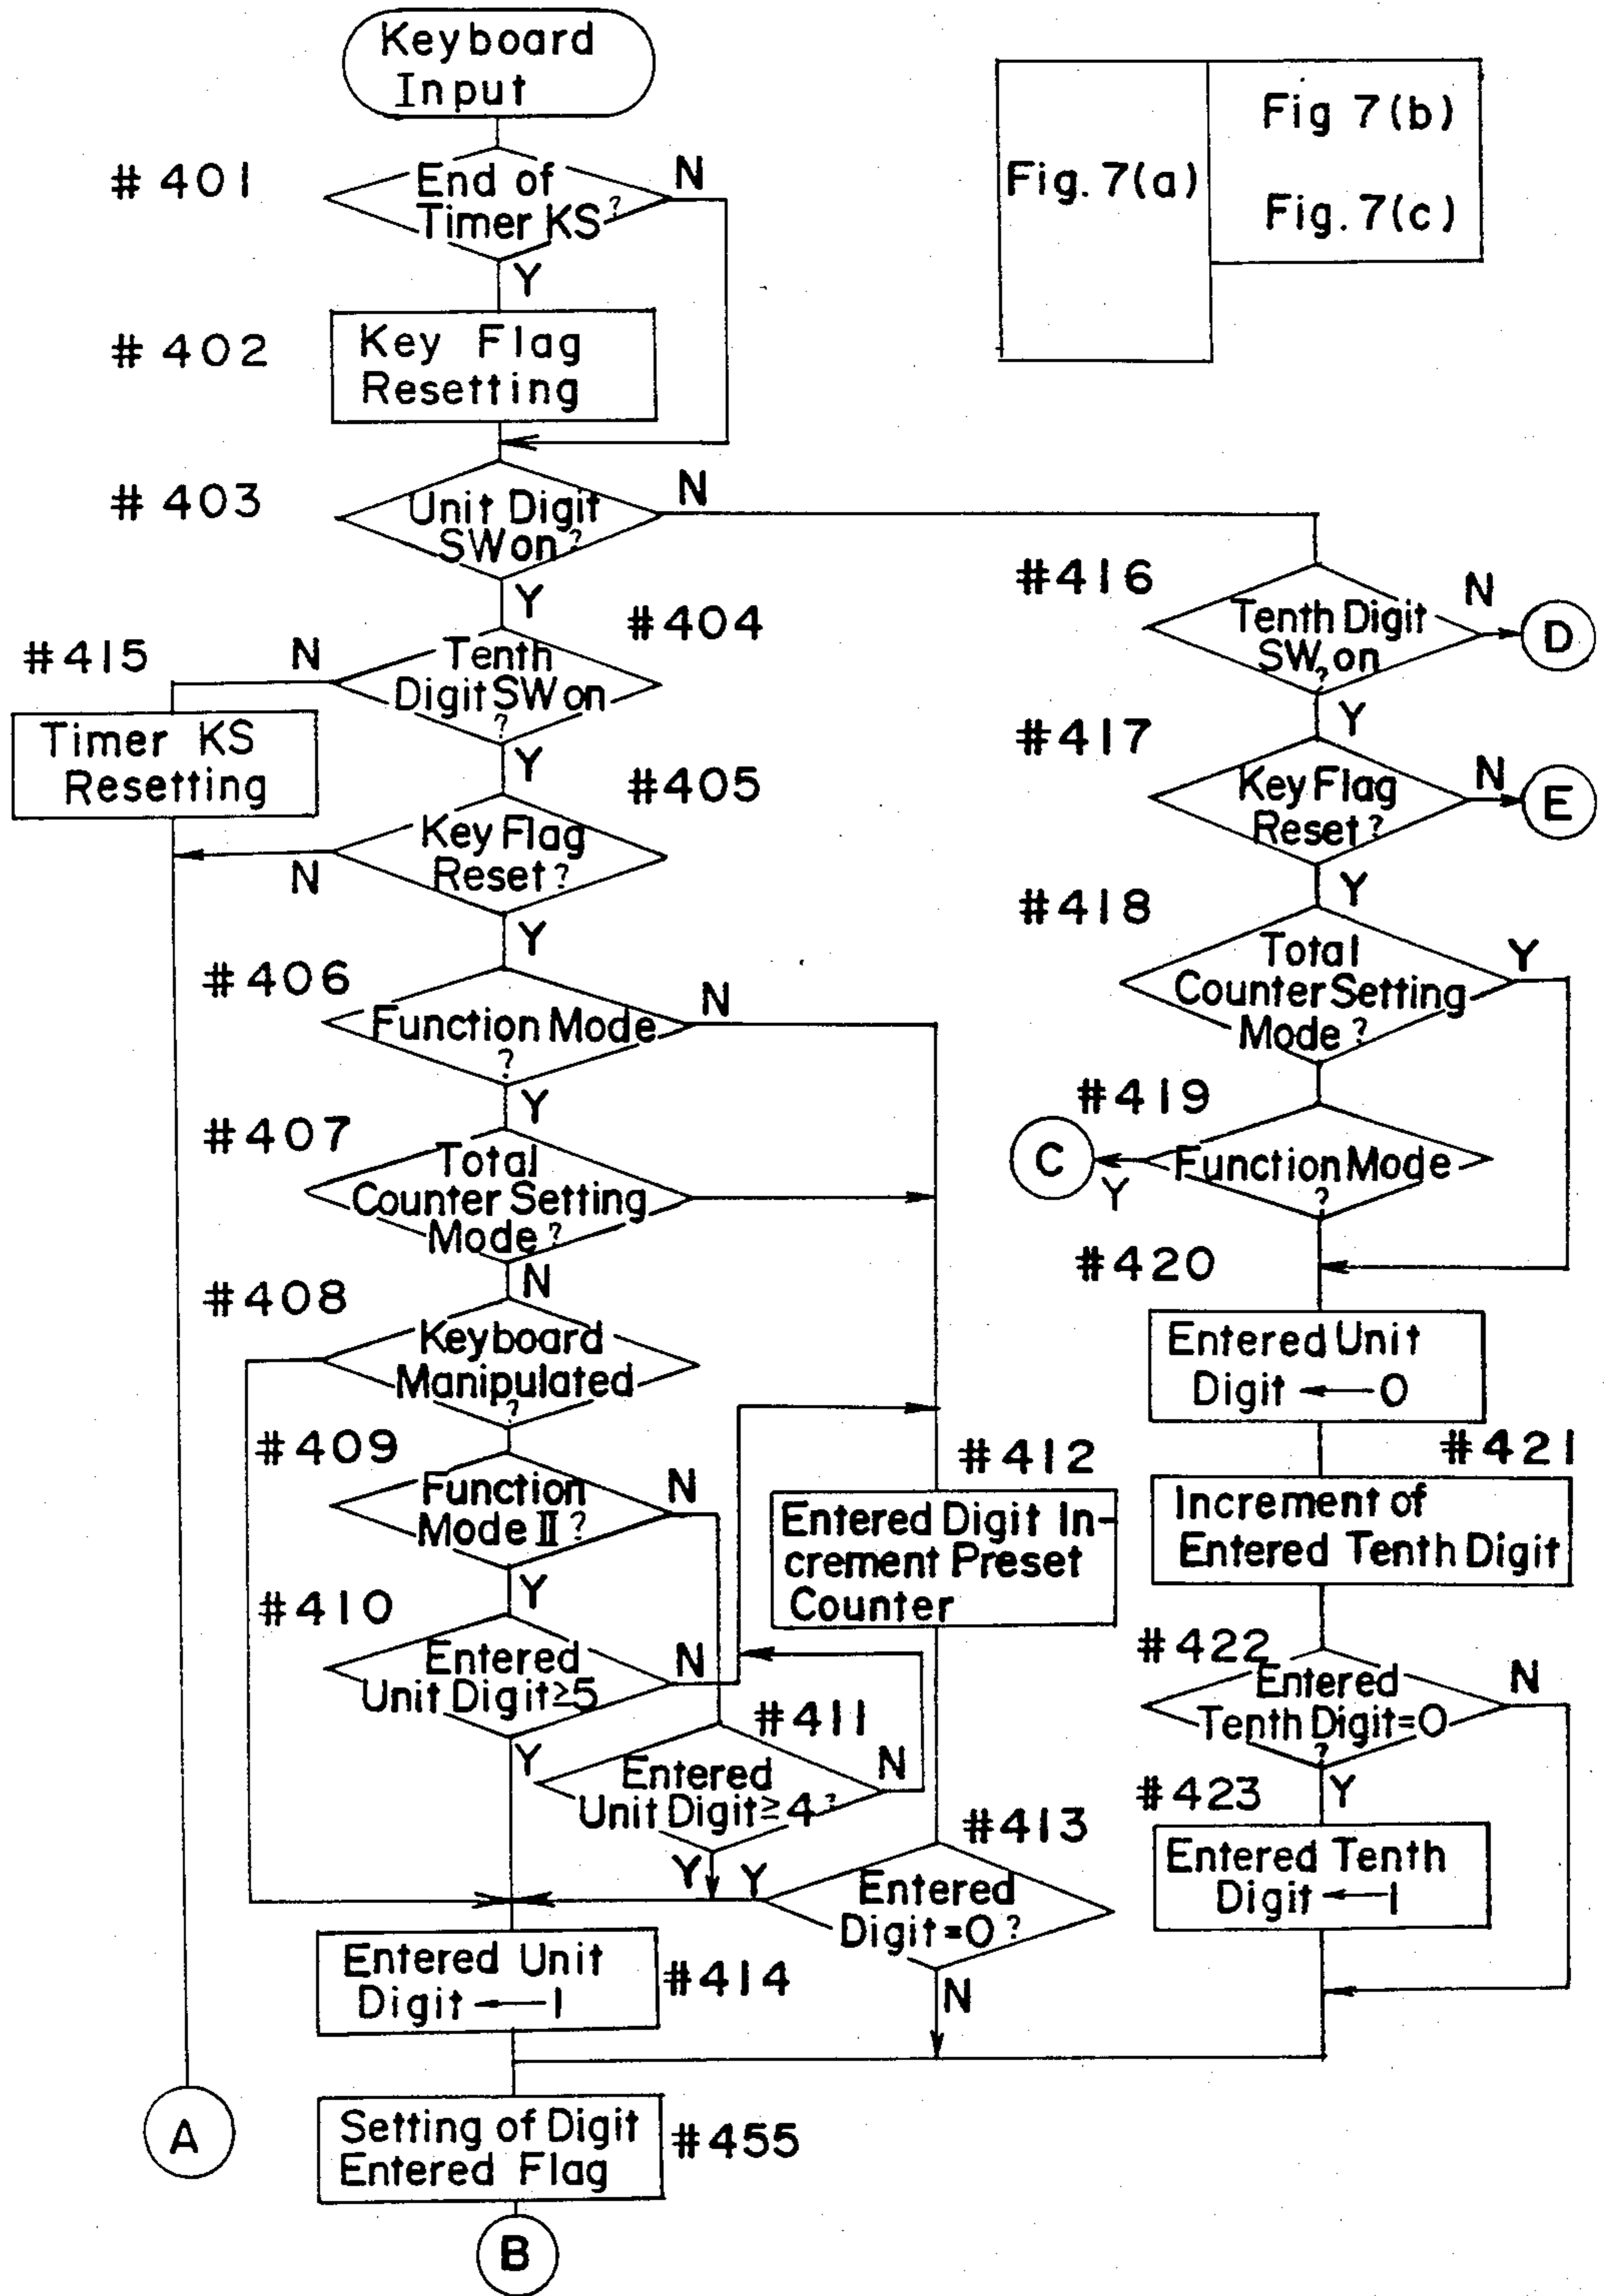 Keyboard
Input
Fig. 7(a)
Fig 7(b)
Fig. 7(c)
#401
End of
Timer KS?
N
Y
#402
Key Flag
Resetting
#403
Unit Digit
SW on?
N
Y
#404
Tenth
Digit SW on
?
N
Y
#415
Timer KS
Resetting
#405
Key Flag
Reset?
N
Y
#406
Function Mode
?
N
Y
#407
Total
Counter Setting
Mode?
N
#408
Keyboard
Manipulated
?
#409
Function
Mode II?
N
Y
#410
Entered
Unit Digit≥5
N
Y
#411
Entered
Unit Digit≥4?
N
Y
#412
Entered Digit In-
crement Preset
Counter
#413
Entered
Digit=0?
Y
N
#414
Entered Unit
Digit ← 1
#455
Setting of Digit
Entered Flag
A
B
#416
Tenth Digit
SW on
?
N
D
Y
#417
Key Flag
Reset?
N
E
Y
#418
Total
Counter Setting
Mode?
Y
#419
Function Mode
?
C
Y
#420
Entered Unit
Digit ← 0
#421
Increment of
Entered Tenth Digit
#422
Entered
Tenth Digit=0
?
N
Y
#423
Entered Tenth
Digit ← 1